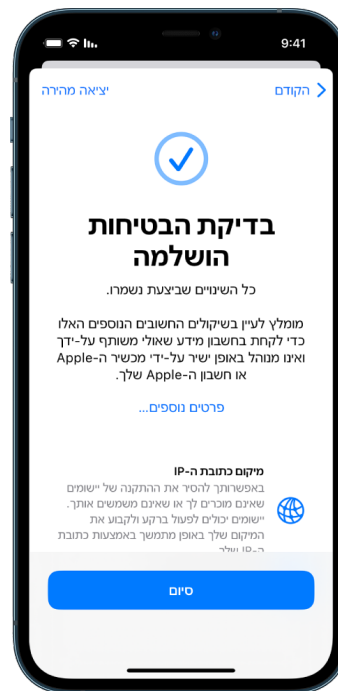 9:41
הקודם
יציאה מהירה
בדיקת הבטיחות
הושלמה
כל השינויים שביצעת נשמרו.
מומלץ לעיין בשיקולים החשובים הנוספים האלו
כדי לקחת בחשבון מידע שאולי משותף על-ידך
ואינו מנוהל באופן ישיר על-ידי מכשיר ה-Apple
או חשבון ה-Apple שלך.
פרטים נוספים...
מיקום כתובת ה-IP
באפשרותך להסיר את ההתקנה של יישומים
שאינם מוכרים לך או שאינם משמשים אותך.
יישומים יכולים לפעול ברקע ולקבוע את
המיקום שלך באופן מתמשך באמצעות כתובת
ה-IP שלך
סיום